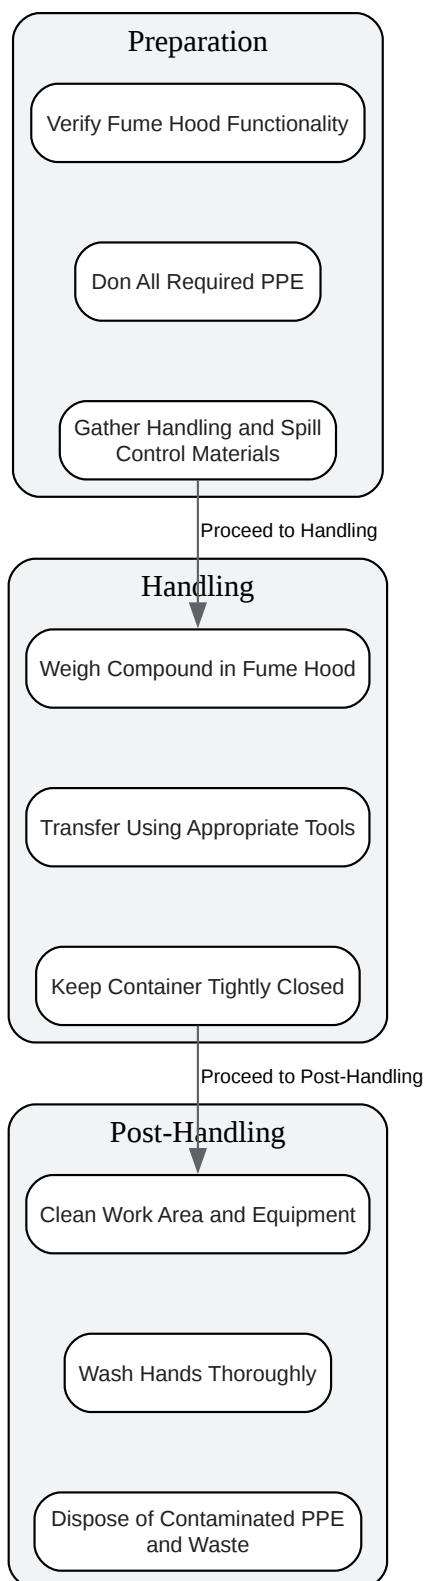 Preparation
Verify Fume Hood Functionality
Don All Required PPE
Gather Handling and Spill
Control Materials
Proceed to Handling
Handling
Weigh Compound in Fume Hood
Transfer Using Appropriate Tools
Keep Container Tightly Closed
Proceed to Post-Handling
Post-Handling
Clean Work Area and Equipment
Wash Hands Thoroughly
Dispose of Contaminated PPE
and Waste